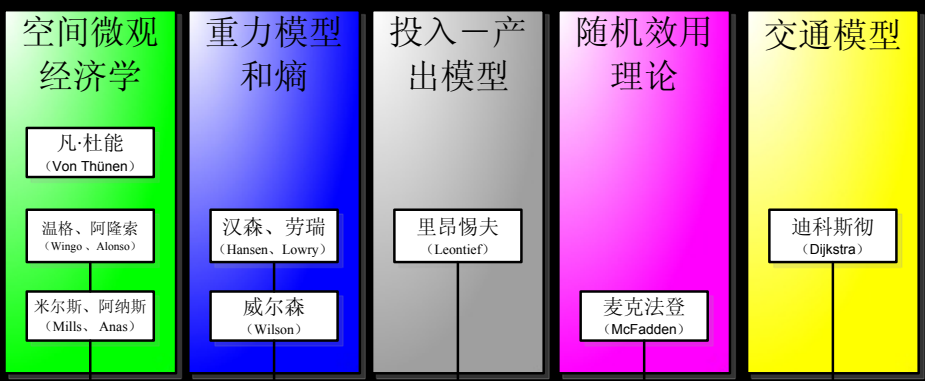 空间微观
经济学
凡·杜能
（Von Thünen）
温格、阿隆索
（Wingo 、Alonso）
米尔斯、阿纳斯
（Mills、 Anas）
重力模型
和熵
汉森、劳瑞
（Hansen、Lowry）
威尔森
（Wilson）
投入－产
出模型
里昂惕夫
（Leontief）
随机效用
理论
麦克法登
（McFadden）
交通模型
迪科斯彻
（Dijkstra）